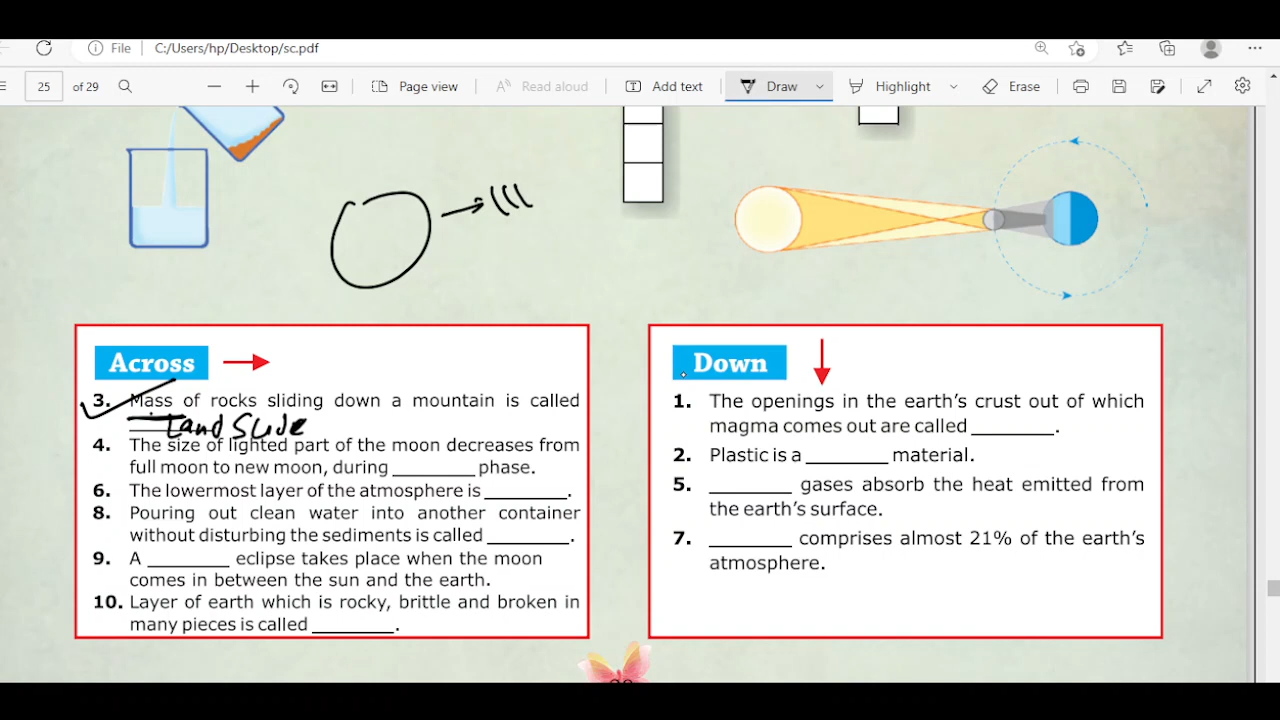 File C:/Users/hp/Desktop/sc.pdf
25 of 29 Page view Read aloud Add text Draw Highlight Erase
Across
3. Mass of rocks sliding down a mountain is called
Land Slide
4. The size of lighted part of the moon decreases from
full moon to new moon, during ________ phase.
6. The lowermost layer of the atmosphere is ________.
8. Pouring out clean water into another container
without disturbing the sediments is called ________.
9. A ________ eclipse takes place when the moon
comes in between the sun and the earth.
10. Layer of earth which is rocky, brittle and broken in
many pieces is called ________.
Down
1. The openings in the earth's crust out of which
magma comes out are called ________.
2. Plastic is a ________ material.
5. ________ gases absorb the heat emitted from
the earth's surface.
7. ________ comprises almost 21% of the earth's
atmosphere.